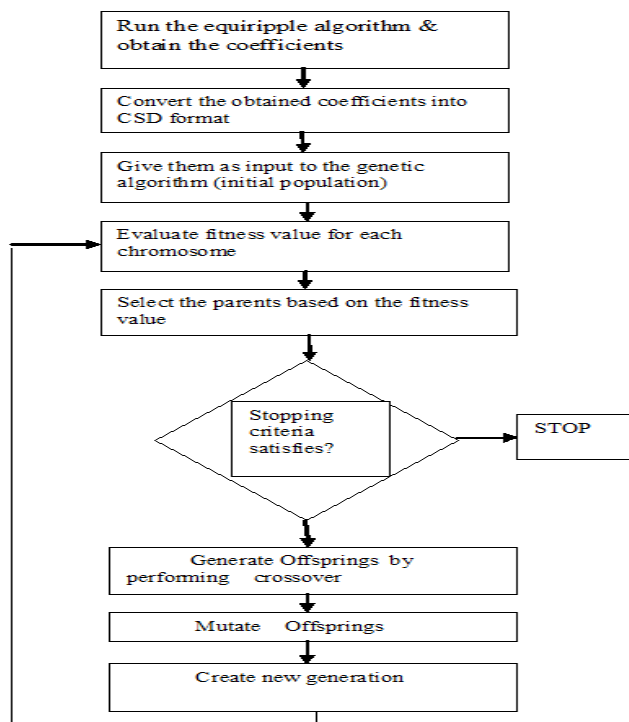 Run the equiripple algorithm &
obtain the coefficients
Convert the obtained coefficients into
CSD format
Give them as input to the genetic
algorithm (initial population)
Evaluate fitness value for each
chromosome
Select the parents based on the fitness
value
Stopping
criteria
satisfies?
STOP
Generate Offsprings by
performing crossover
Mutate Offsprings
Create new generation